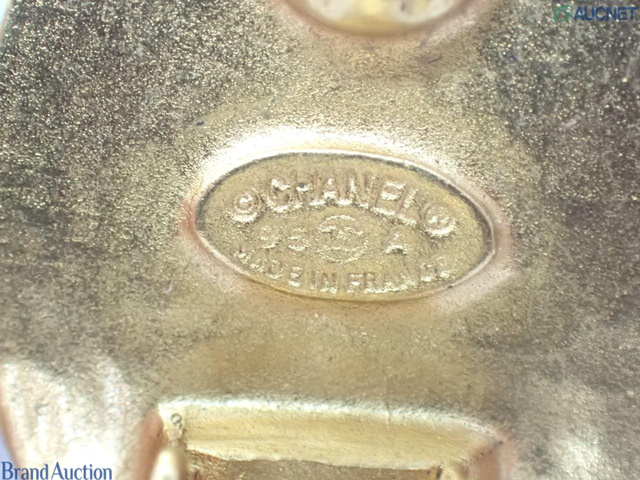 AUCNET
© CHANEL ®
95 A
MADE IN FRANCE
Brand Auction